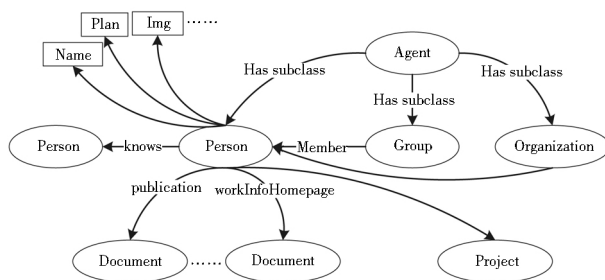 Plan
Img
……
Name
Agent
Has subclass
Has subclass
Has subclass
Person
knows
Person
Member
Group
Organization
publication
workInfoHomepage
Document
……
Document
Project